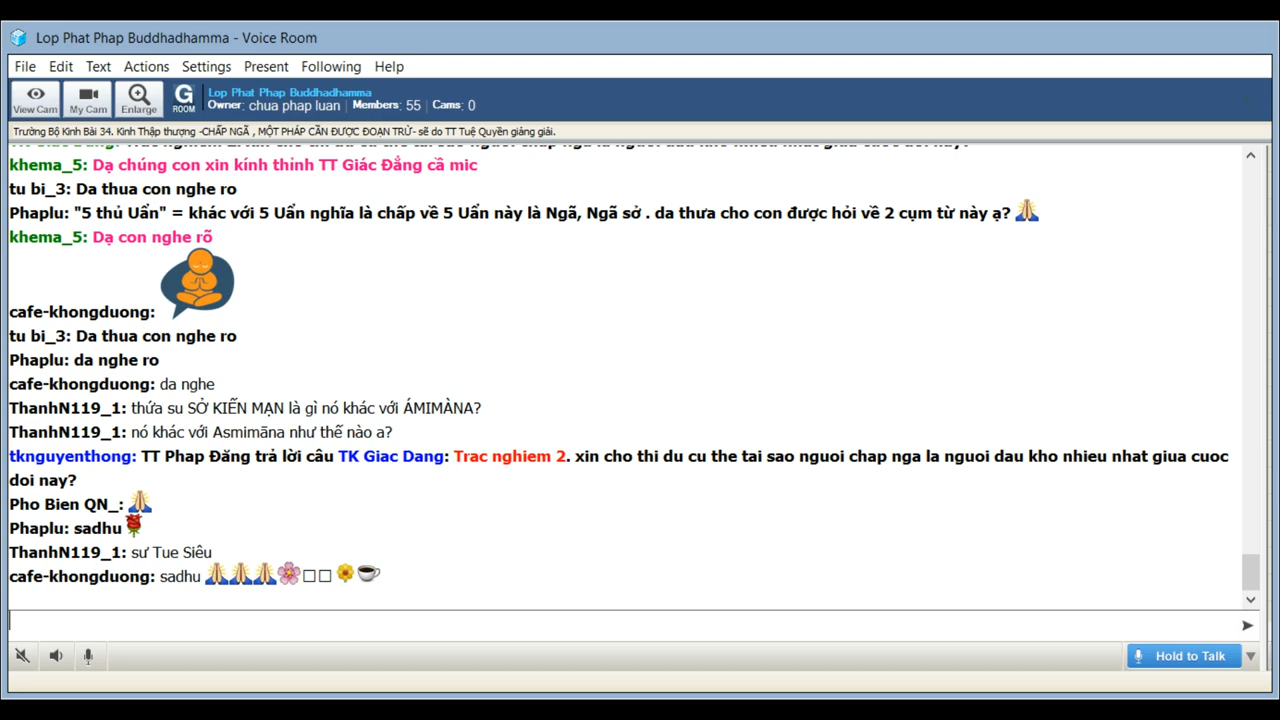 Lop Phat Phap Buddhadhamma - Voice Room
File Edit Text Actions Settings Present Following Help
View Cam My Cam Enlarge G ROOM
Lop Phat Phap Buddhadhamma
Owner: chua phap luan | Members: 55 | Cams: 0
Trường Bộ Kinh Bài 34. Kinh Thập thượng -CHẤP NGÃ , MỘT PHÁP CẦN ĐƯỢC ĐOẠN TRỪ- sẽ do TT Tuệ Quyền giảng giải.
khema_5: Dạ chúng con xin kính thỉnh TT Giác Đẳng cầ mic
tu bi_3: Da thua con nghe ro
Phaplu: "5 thủ Uẩn" = khác với 5 Uẩn nghĩa là chấp về 5 Uẩn này là Ngã, Ngã sở . da thưa cho con được hỏi về 2 cụm từ này ạ? 🙏
khema_5: Dạ con nghe rõ
cafe-khongduong:
tu bi_3: Da thua con nghe ro
Phaplu: da nghe ro
cafe-khongduong: da nghe
ThanhN119_1: thứa su SỞ KIẾN MẠN là gì nó khác với ÁMIMÀNA?
ThanhN119_1: nó khác với Asmimāna như thế nào a?
tknguyenthong: TT Phap Đăng trả lời câu TK Giac Dang: Trac nghiem 2. xin cho thi du cu the tai sao nguoi chap nga la nguoi dau kho nhieu nhat giua cuoc
doi nay?
Pho Bien QN_: 🙏
Phaplu: sadhu 🌹
ThanhN119_1: sư Tue Siêu
cafe-khongduong: sadhu 🙏🙏🙏🌸□□🌼☕
Hold to Talk